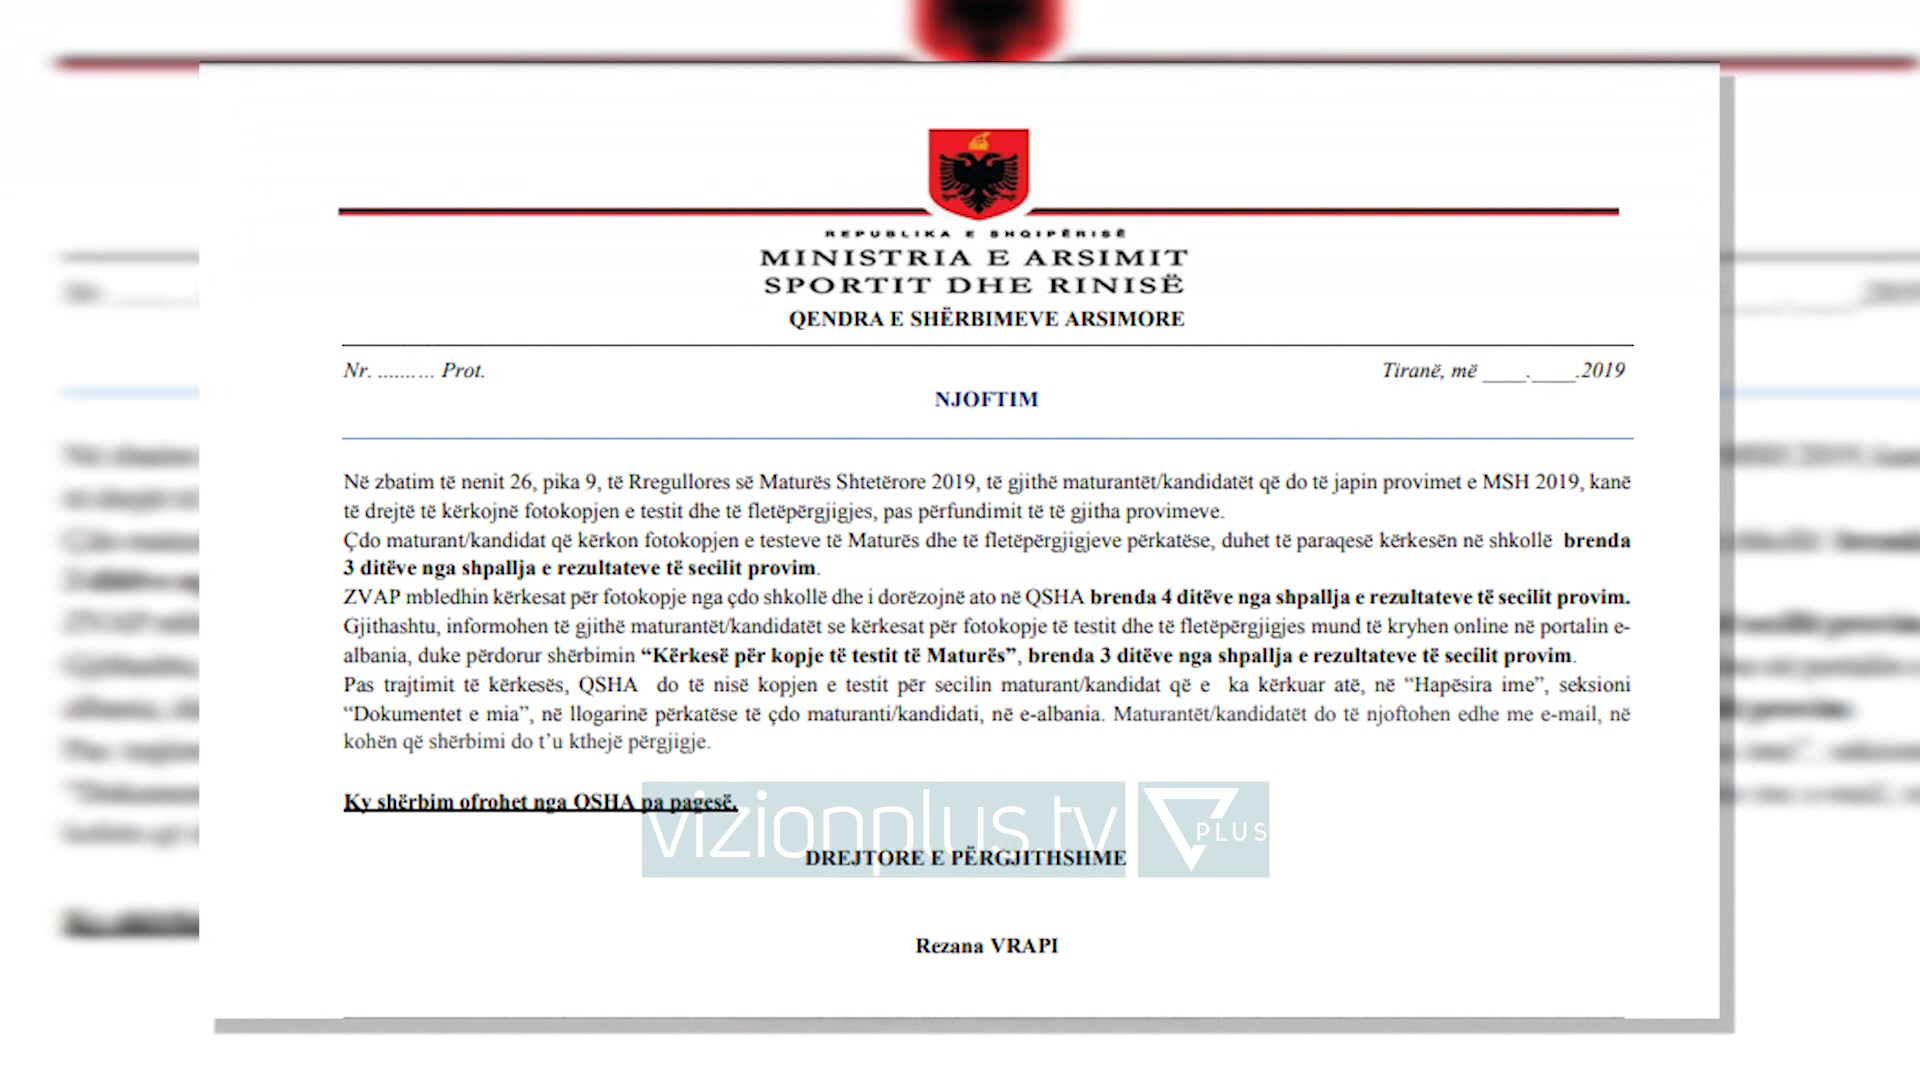 REPUBLIKA E SHQIPËRISË
MINISTRIA E ARSIMIT
SPORTIT DHE RINISË
QENDRA E SHËRBIMEVE ARSIMORE
Nr. .......... Prot.
Tiranë, më ____.____.2019
NJOFTIM
Në zbatim të nenit 26, pika 9, të Rregullores së Maturës Shtetërore 2019, të gjithë maturantët/kandidatët që do të japin provimet e MSH 2019, kanë
të drejtë të kërkojnë fotokopjen e testit dhe të fletëpërgjigjes, pas përfundimit të të gjitha provimeve.
Çdo maturant/kandidat që kërkon fotokopjen e testeve të Maturës dhe të fletëpërgjigjeve përkatëse, duhet të paraqesë kërkesën në shkollë brenda
3 ditëve nga shpallja e rezultateve të secilit provim.
ZVAP mbledhin kërkesat për fotokopje nga çdo shkollë dhe i dorëzojnë ato në QSHA brenda 4 ditëve nga shpallja e rezultateve të secilit provim.
Gjithashtu, informohen të gjithë maturantët/kandidatët se kërkesat për fotokopje të testit dhe të fletëpërgjigjes mund të kryhen online në portalin e-
albania, duke përdorur shërbimin “Kërkesë për kopje të testit të Maturës”, brenda 3 ditëve nga shpallja e rezultateve të secilit provim.
Pas trajtimit të kërkesës, QSHA do të nisë kopjen e testit për secilin maturant/kandidat që e ka kërkuar atë, në “Hapësira ime”, seksioni
“Dokumentet e mia”, në llogarinë përkatëse të çdo maturanti/kandidati, në e-albania. Maturantët/kandidatët do të njoftohen edhe me e-mail, në
kohën që shërbimi do t’u kthejë përgjigje.
Ky shërbim ofrohet nga QSHA pa pagesë.
vizionplus.tv
PLUS
DREJTORE E PËRGJITHSHME
Rezana VRAPI